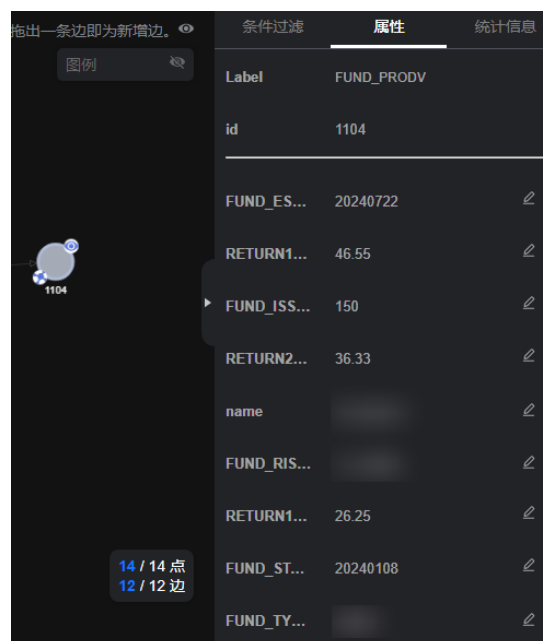 拖出一条边即为新增边。
图例
1104
14 / 14 点
12 / 12 边
条件过滤 属性 统计信息
Label FUND_PRODV
id 1104
FUND_ES... 20240722
RETURN1... 46.55
FUND_ISS... 150
RETURN2... 36.33
name
FUND_RIS...
RETURN1... 26.25
FUND_ST... 20240108
FUND_TY...